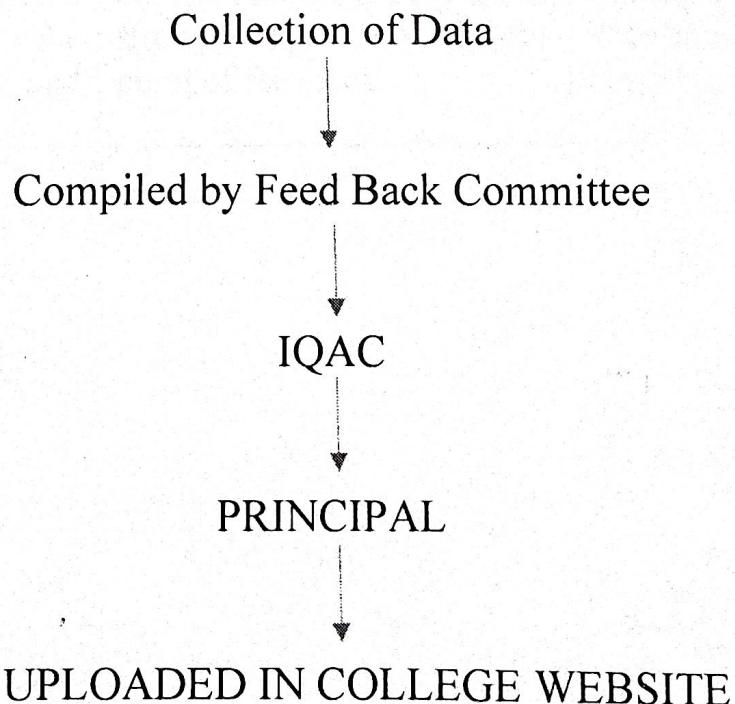 Collection of Data
Compiled by Feed Back Committee
IQAC
PRINCIPAL
UPLOADED IN COLLEGE WEBSITE